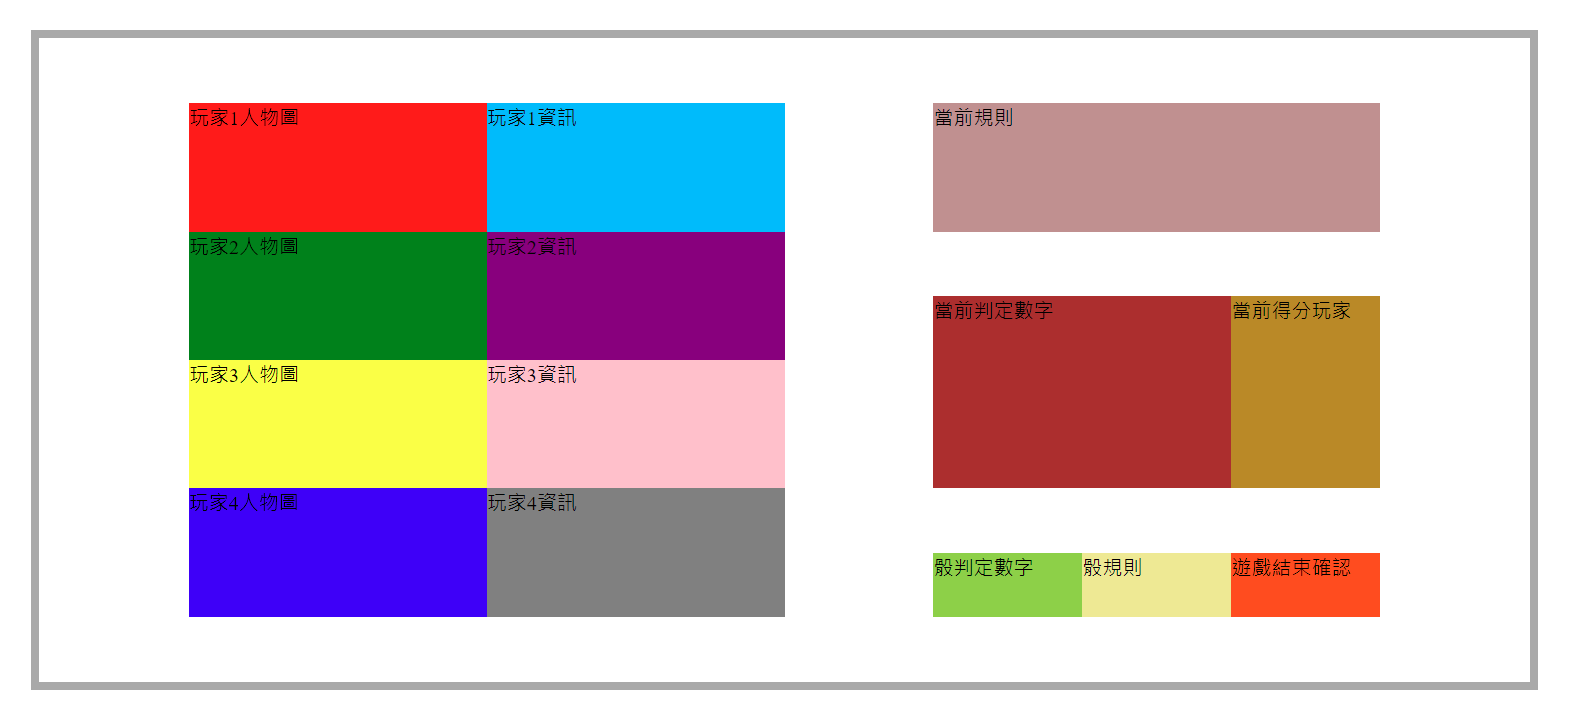 玩家1人物圖
玩家1資訊
當前規則
玩家2人物圖
玩家2資訊
當前判定數字
當前得分玩家
玩家3人物圖
玩家3資訊
玩家4人物圖
玩家4資訊
骰判定數字
骰規則
遊戲結束確認